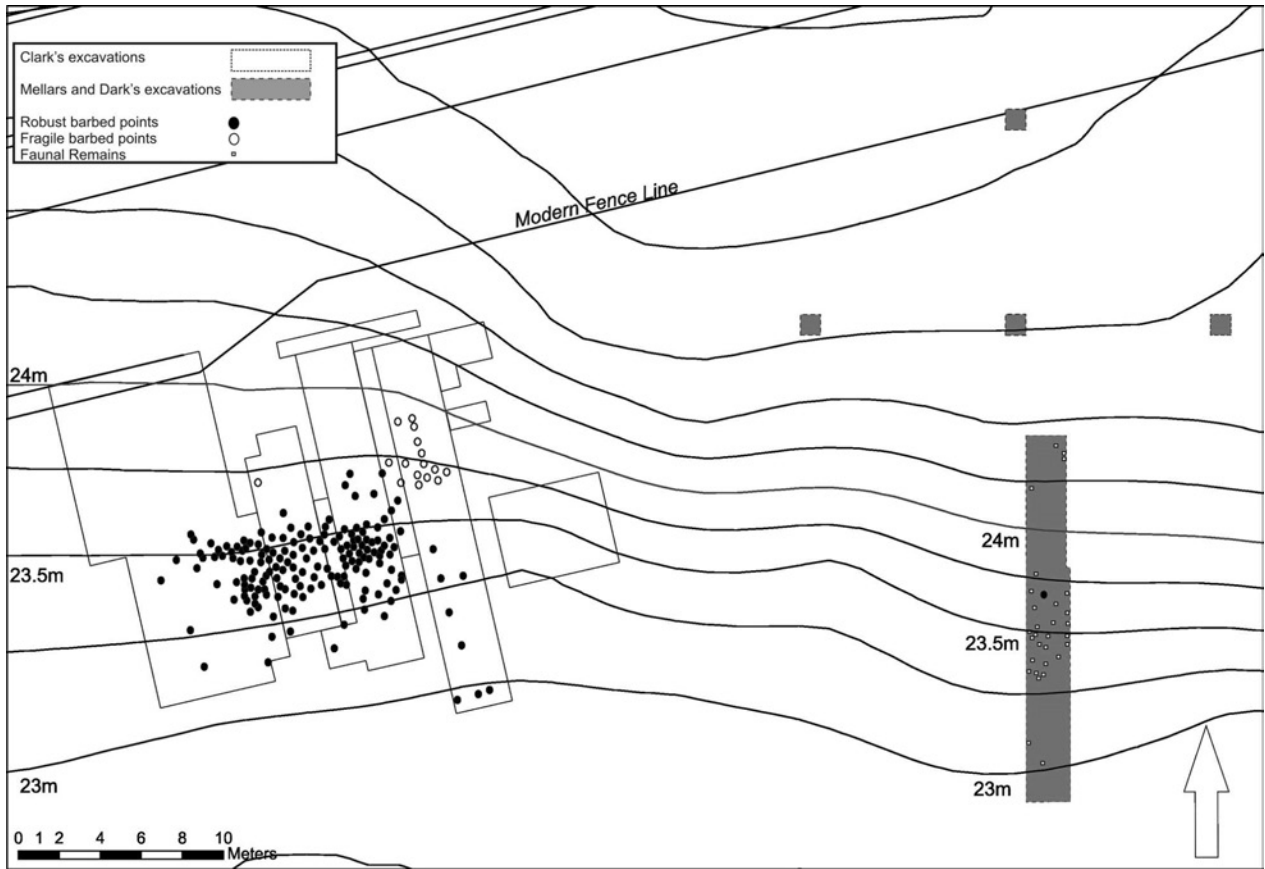 Clark's excavations
Mellars and Dark's excavations
Robust barbed points
Fragile barbed points
Faunal Remains
Modern Fence Line
24m
24m
23.5m
23.5m
23m
23m
0 1 2 4 6 8 10
Meters